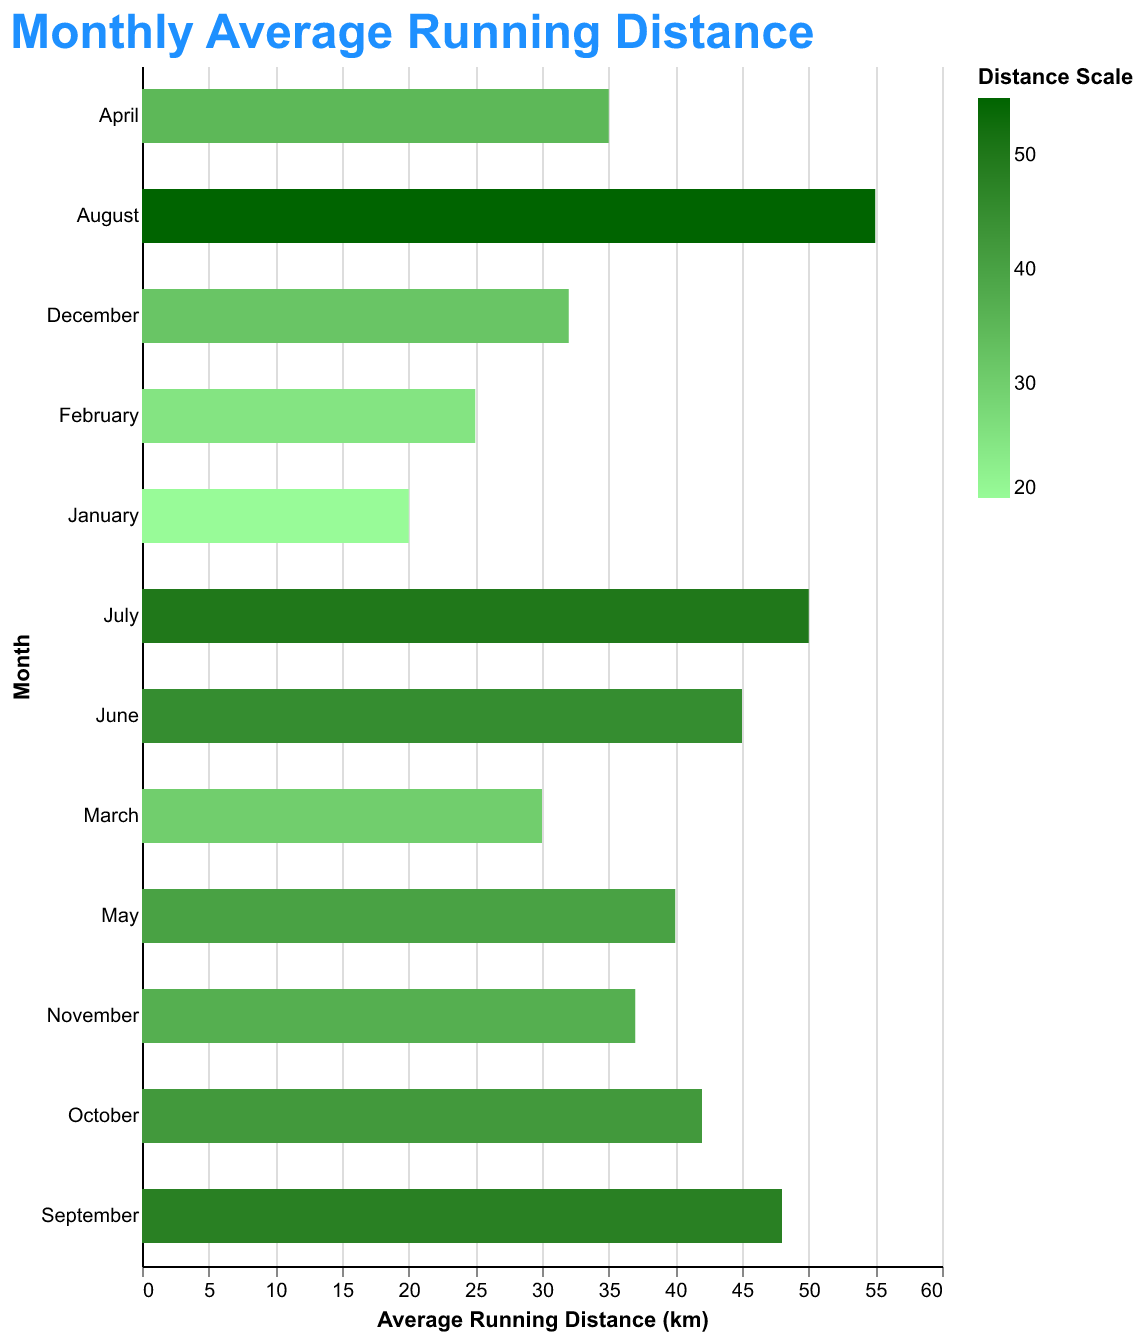 Monthly Average Running Distance
Distance Scale
50
40
30
20
Month
April
August
December
February
January
July
June
March
May
November
October
September
0 5 10 15 20 25 30 35 40 45 50 55 60
Average Running Distance (km)